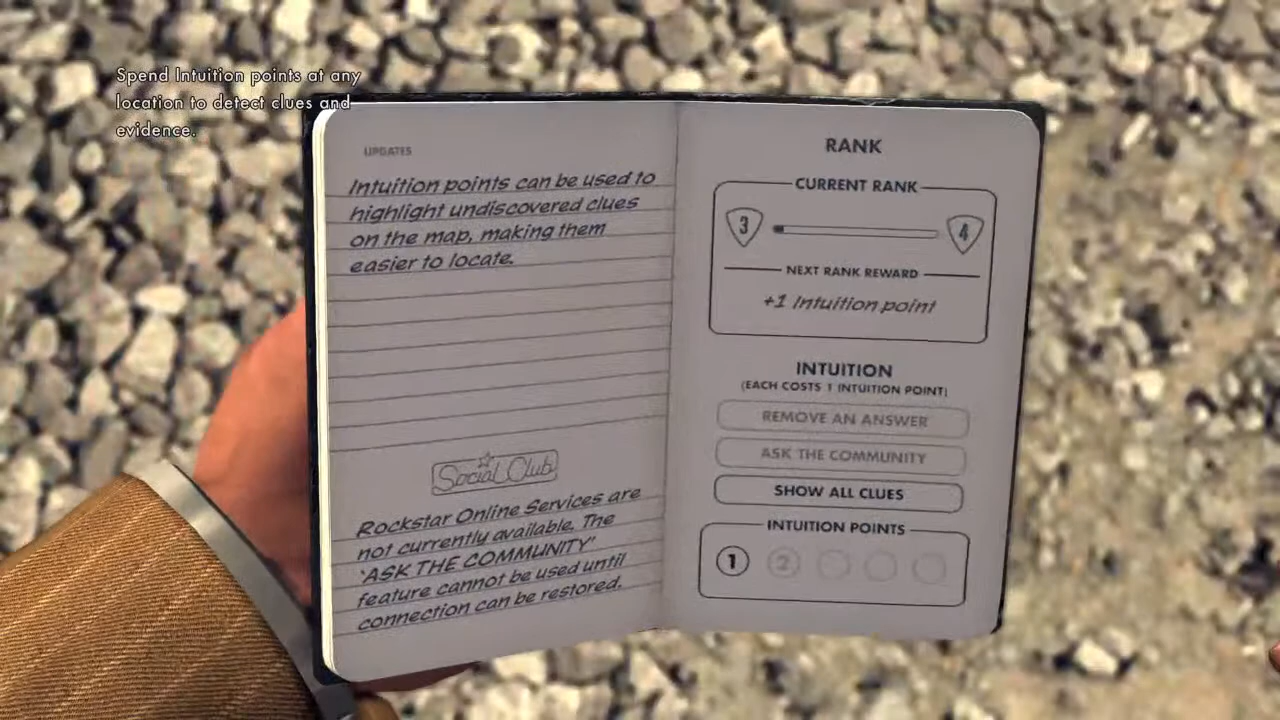 Spend Intuition points at any
location to detect clues and
evidence.
UPDATES
Intuition points can be used to
highlight undiscovered clues
on the map, making them
easier to locate.
Social Club
Rockstar Online Services are
not currently available. The
'ASK THE COMMUNITY'
feature cannot be used until
connection can be restored.
RANK
CURRENT RANK
3 4
NEXT RANK REWARD
+1 Intuition point
INTUITION
(EACH COSTS 1 INTUITION POINT)
REMOVE AN ANSWER
ASK THE COMMUNITY
SHOW ALL CLUES
INTUITION POINTS
1 2